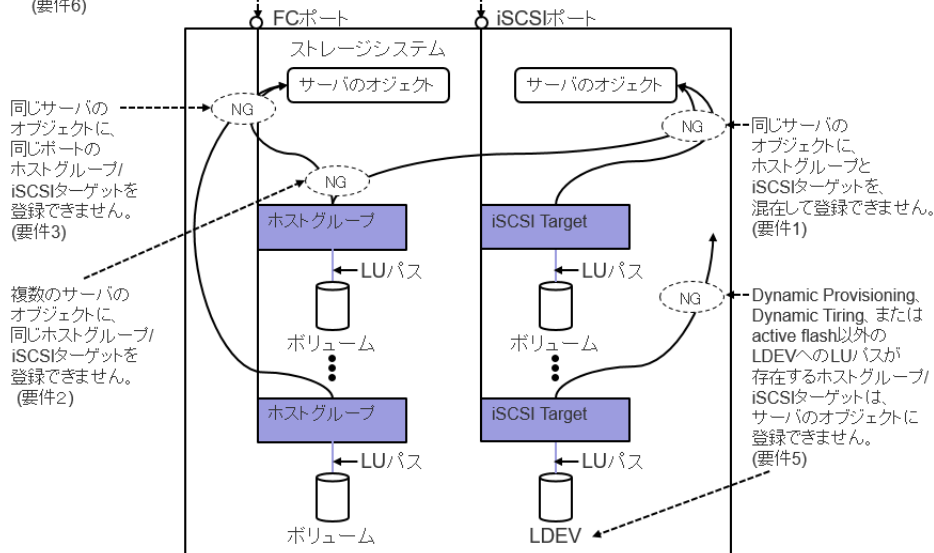 (要件6)
FCポート
iSCSIポート
ストレージシステム
サーバのオジェクト
サーバのオジェクト
NG
NG
NG
同じサーバの
オブジェクトに、
同じポートの
ホストグループ/
iSCSIターゲットを
登録できません。
(要件3)
同じサーバの
オブジェクトに、
ホストグループと
iSCSIターゲットを、
混在して登録できません。
(要件1)
ホストグループ
iSCSI Target
LUパス
LUパス
ボリューム
ボリューム
複数のサーバの
オブジェクトに、
同じホストグループ/
iSCSIターゲットを
登録できません。
(要件2)
NG
Dynamic Provisioning、
Dynamic Tiring、または
active flash以外の
LDEVへのLUパスが
存在するホストグループ/
iSCSIターゲットは、
サーバのオブジェクトに
登録できません。
(要件5)
ホストグループ
iSCSI Target
LUパス
LUパス
ボリューム
LDEV